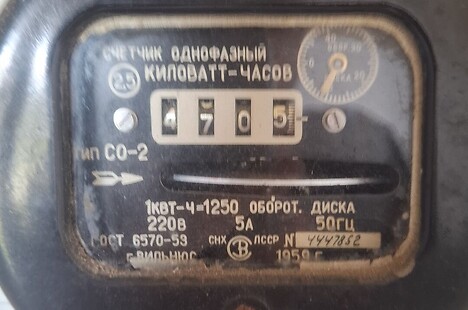 СЧЕТЧИК ОДНОФАЗНЫЙ
2,5 КИЛОВАТТ=ЧАСОВ
4 7 0 5
ТИП СО-2
1КВТ-Ч=1250 ОБОРОТ. ДИСКА
220В 5А 50ГЦ
ГОСТ 6570-53 СНХ ЛССР № 4447852
г. ВИЛЬНЮС 1959 г.